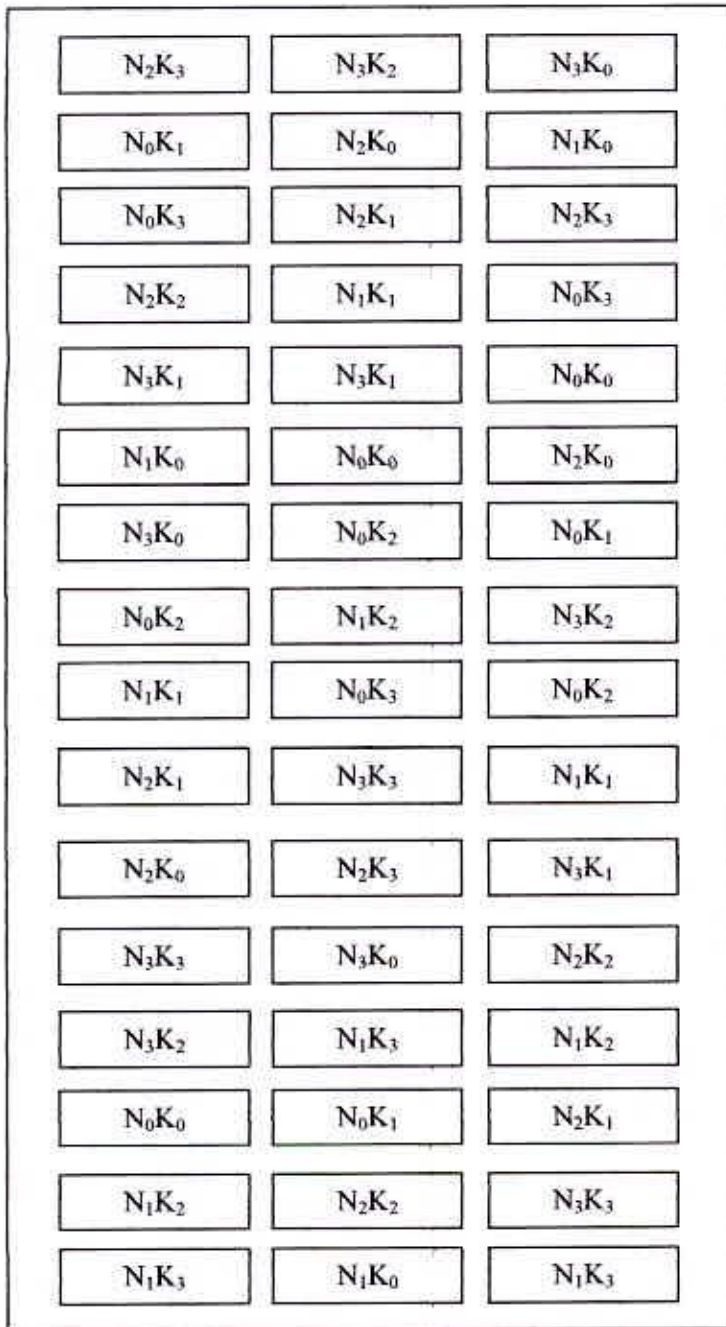 N₂K₃ N₃K₂ N₃K₀
N₀K₁ N₂K₀ N₁K₀
N₀K₃ N₂K₁ N₂K₃
N₂K₂ N₁K₁ N₀K₃
N₃K₁ N₃K₁ N₀K₀
N₁K₀ N₀K₀ N₂K₀
N₃K₀ N₀K₂ N₀K₁
N₀K₂ N₁K₂ N₃K₂
N₁K₁ N₀K₃ N₀K₂
N₂K₁ N₃K₃ N₁K₁
N₂K₀ N₂K₃ N₃K₁
N₃K₃ N₃K₀ N₂K₂
N₃K₂ N₁K₃ N₁K₂
N₀K₀ N₀K₁ N₂K₁
N₁K₂ N₂K₂ N₃K₃
N₁K₃ N₁K₀ N₁K₃